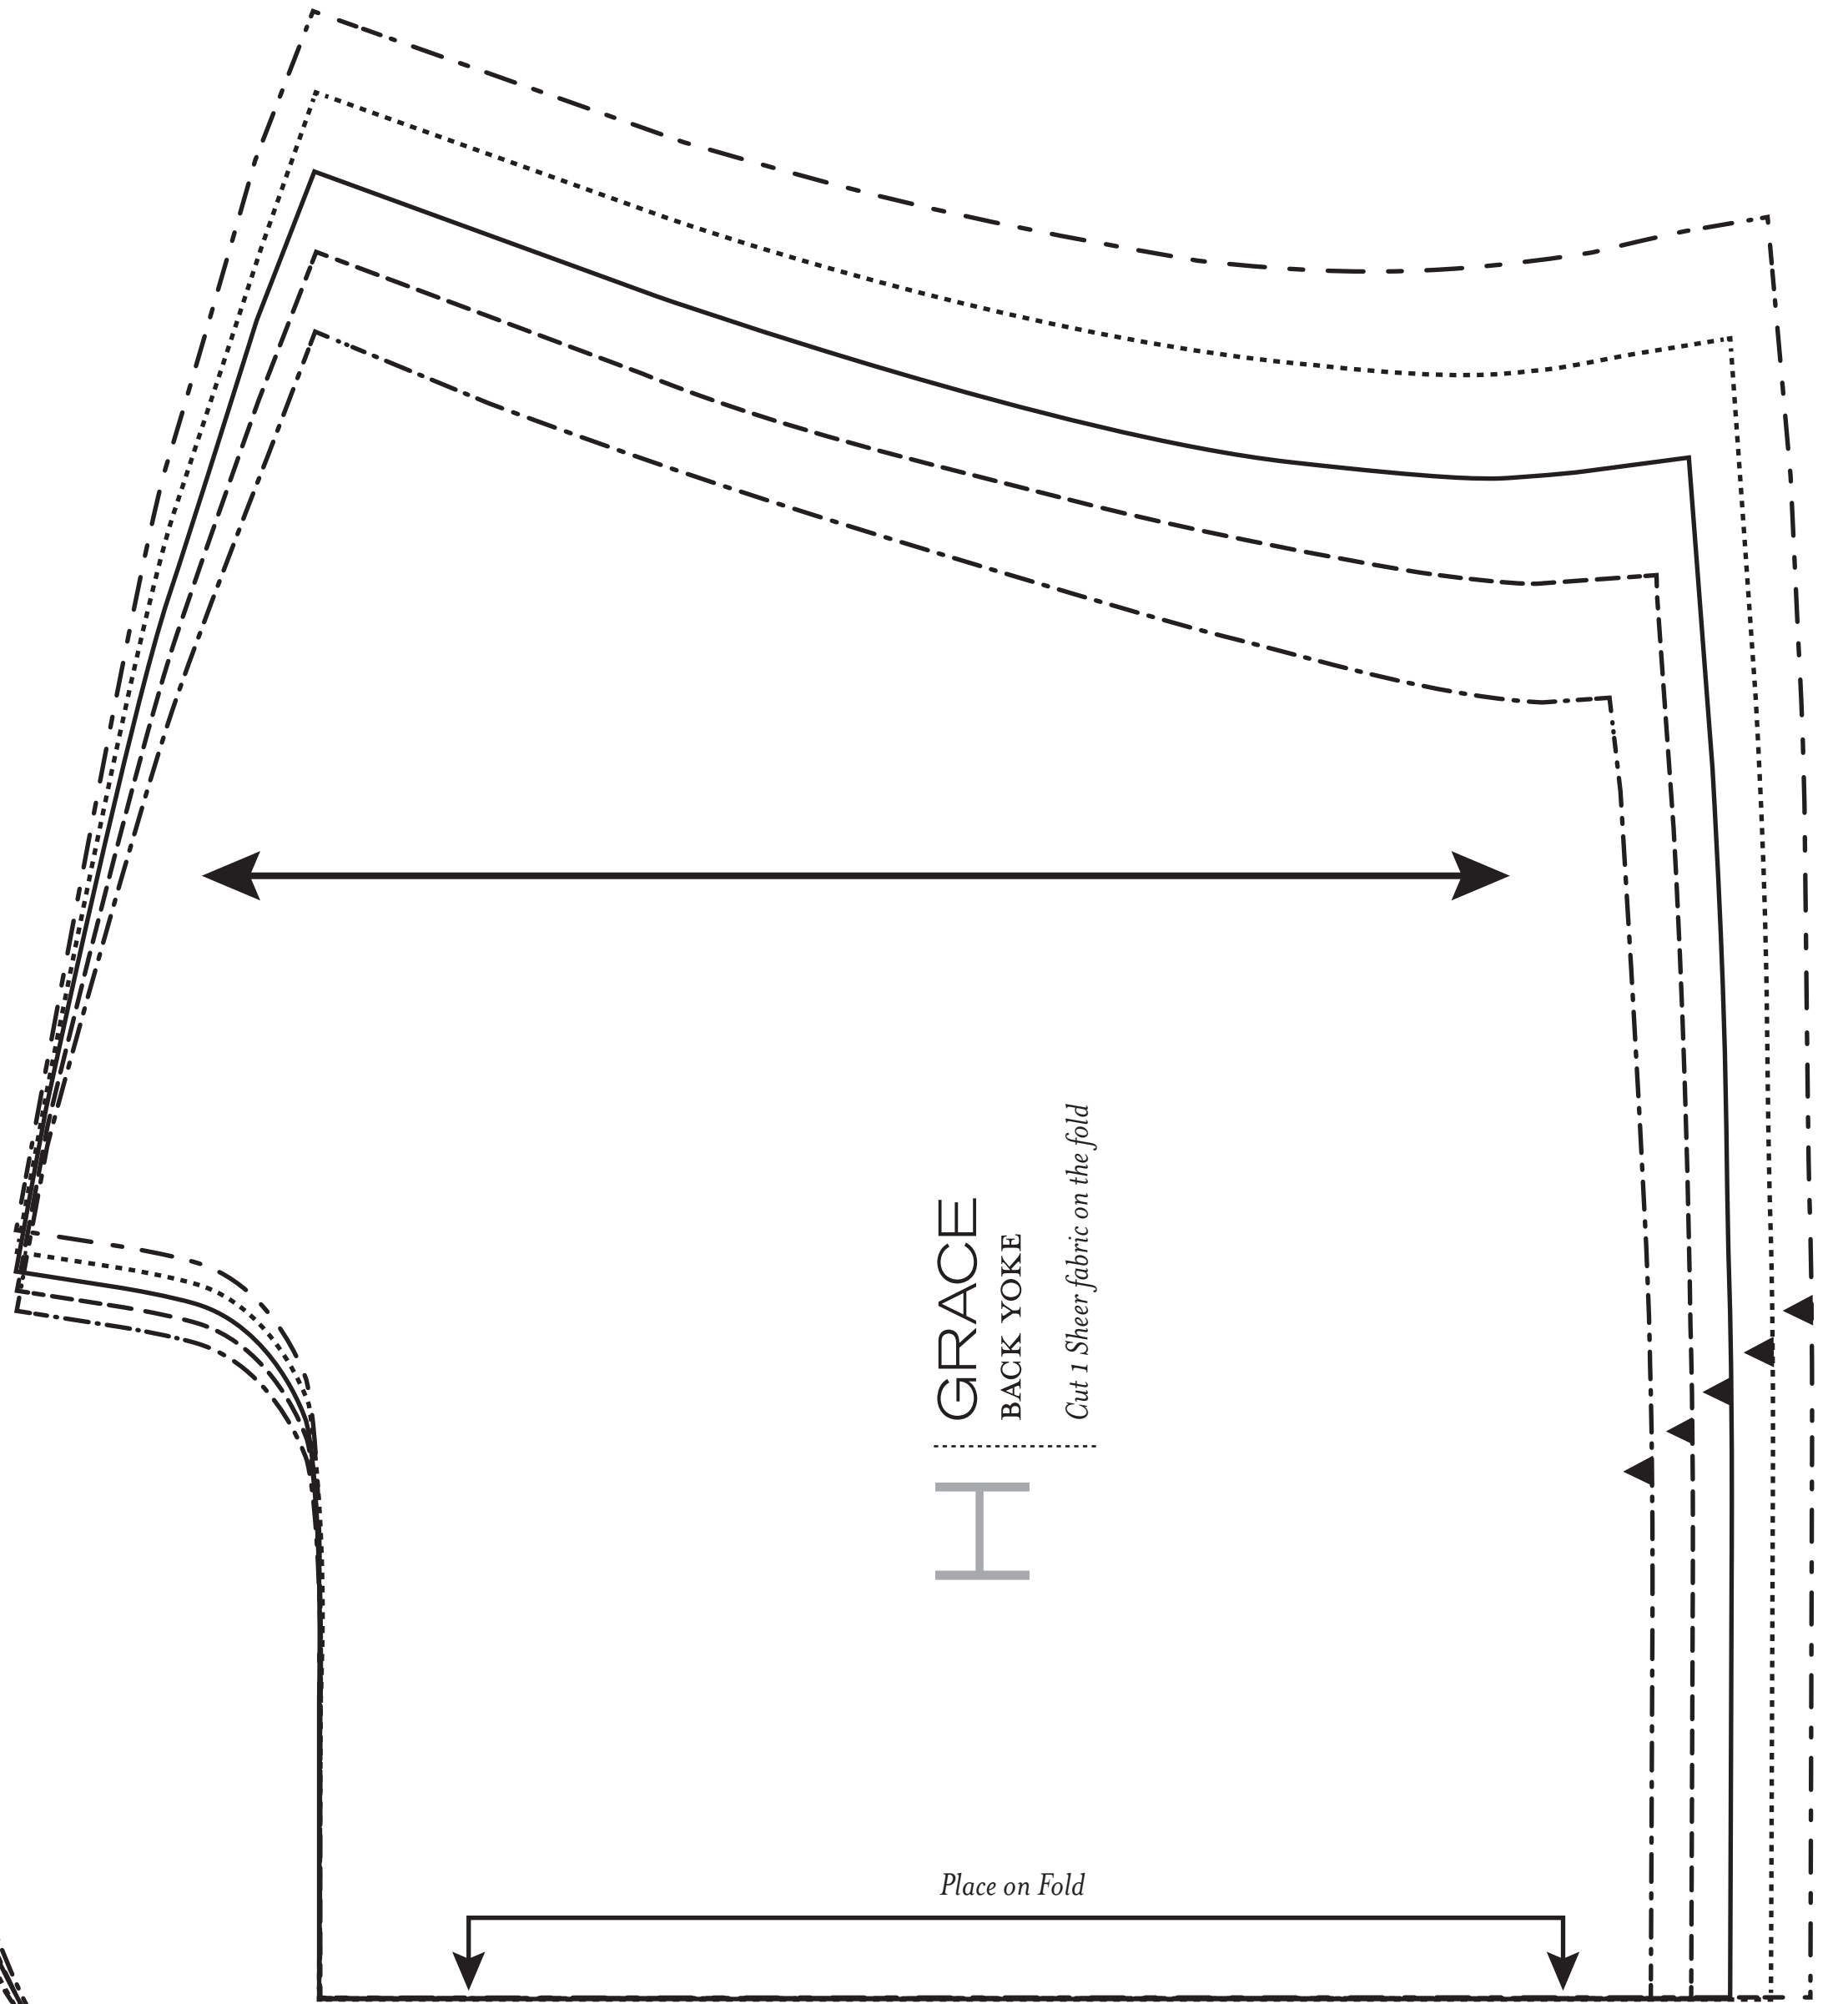 H
GRACE
BACK YOKE
Cut 1 Sheer fabric on the fold
Place on Fold